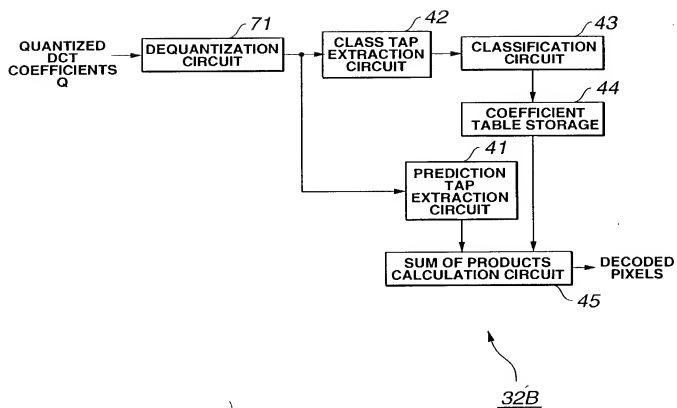 71
42
43
QUANTIZED
DCT
COEFFICIENTS
Q
DEQUANTIZATION
CIRCUIT
CLASS TAP
EXTRACTION
CIRCUIT
CLASSIFICATION
CIRCUIT
44
COEFFICIENT
TABLE STORAGE
41
PREDICTION
TAP
EXTRACTION
CIRCUIT
SUM OF PRODUCTS
CALCULATION CIRCUIT
DECODED
PIXELS
45
32B